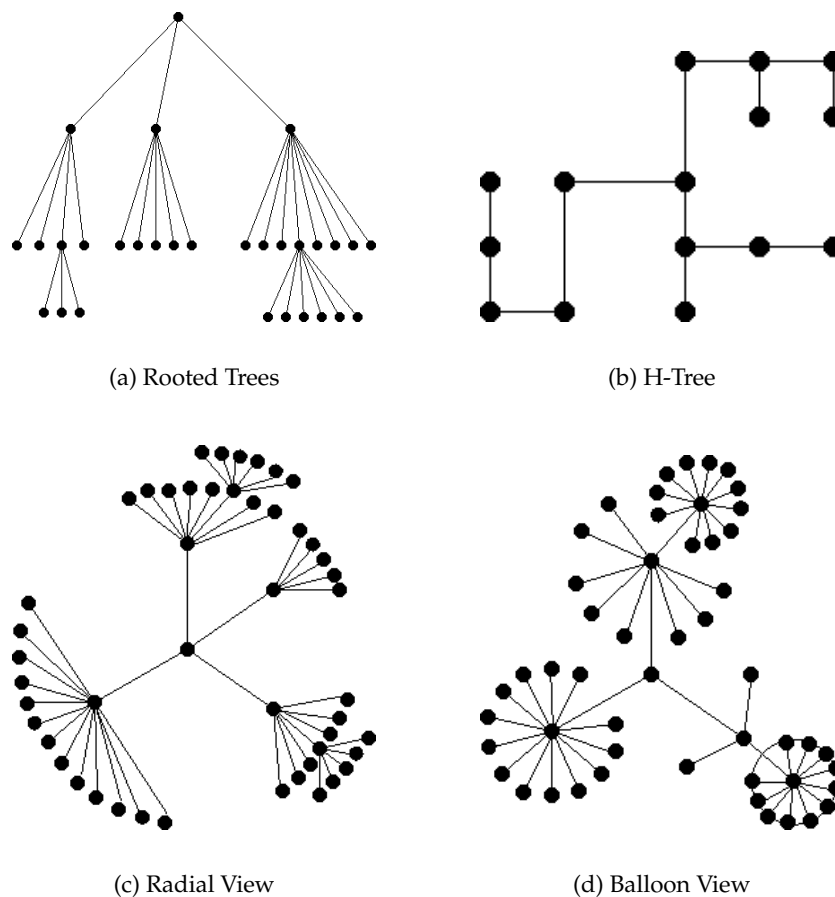 (a) Rooted Trees
(b) H-Tree
(c) Radial View
(d) Balloon View